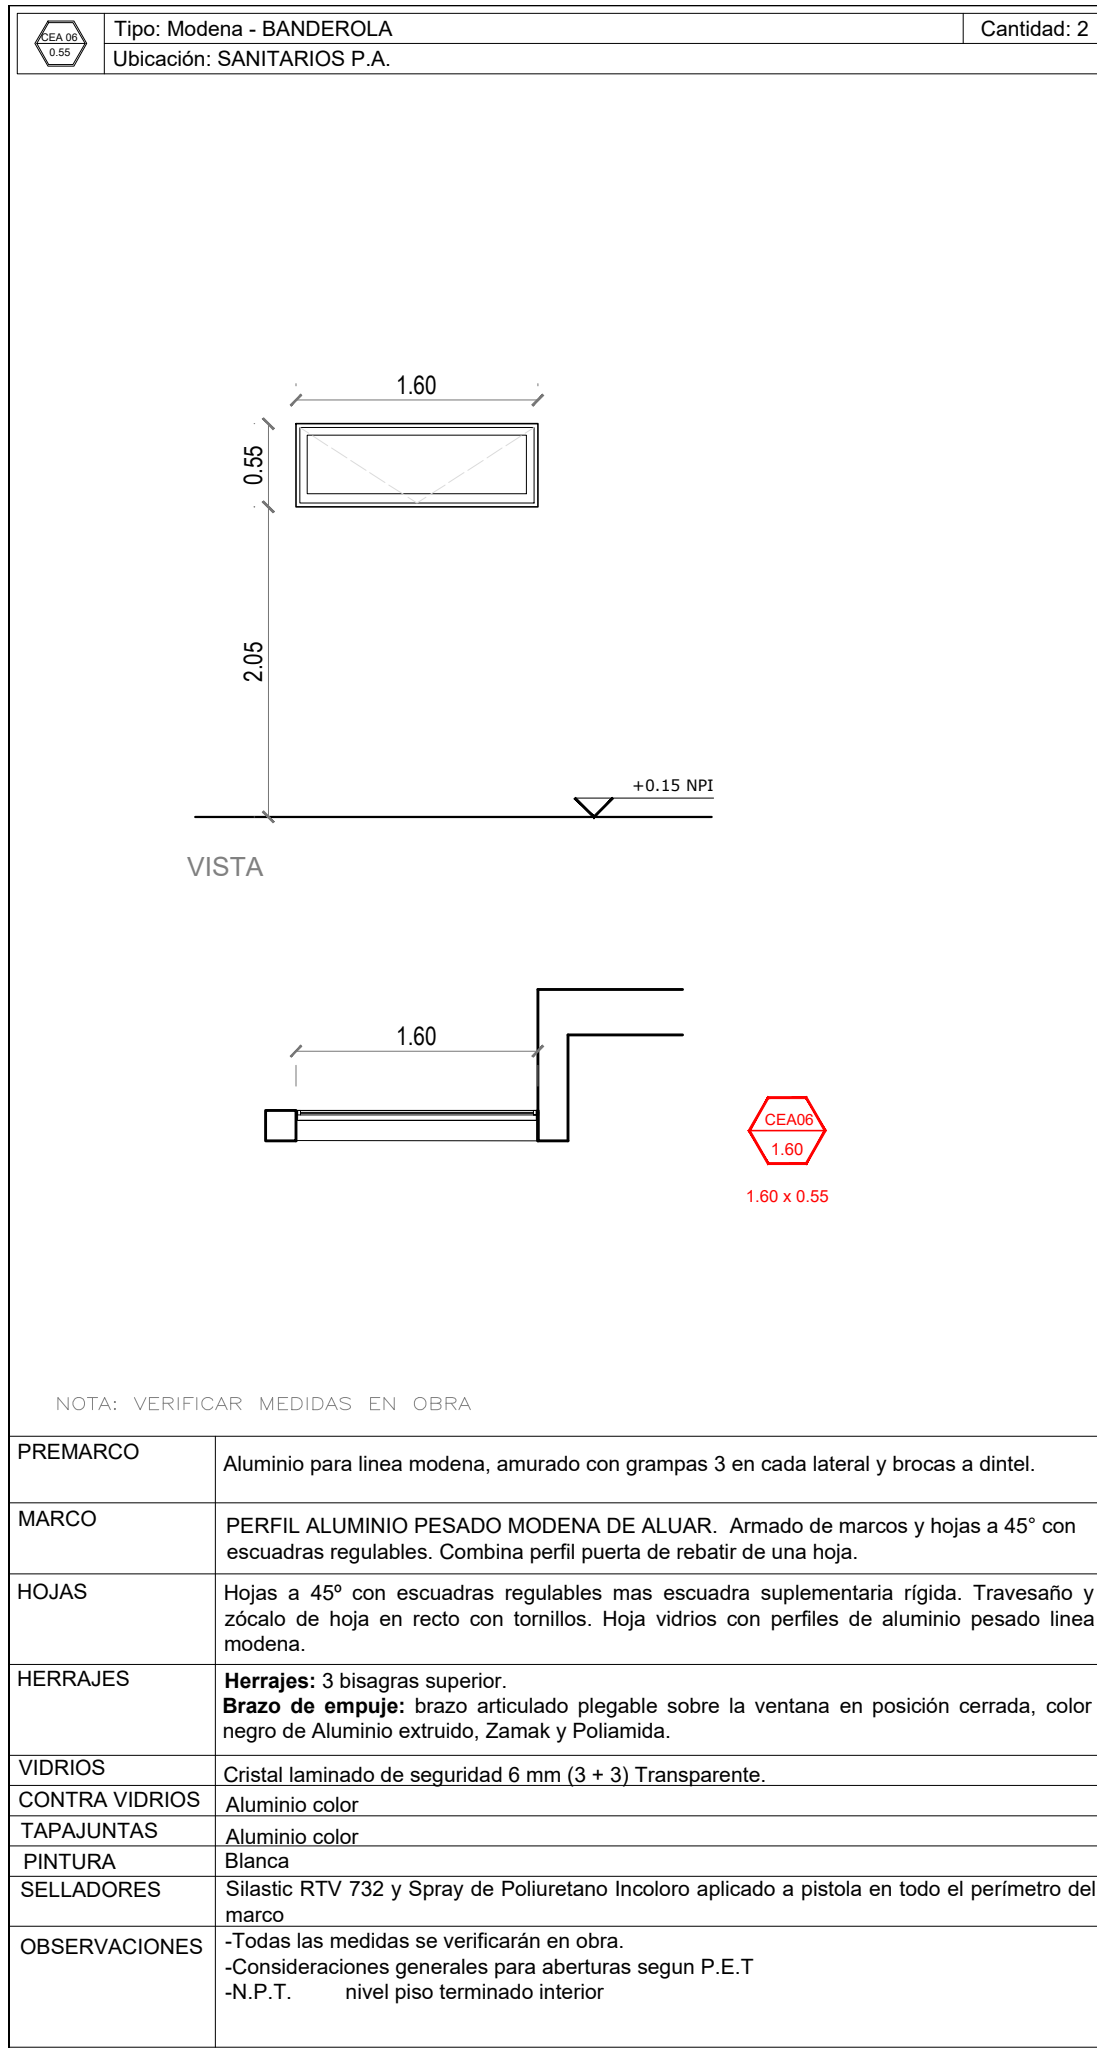 CEA 06
0.55
Tipo: Modena - BANDEROLA
Cantidad: 2
Ubicación: SANITARIOS P.A.
1.60
0.55
2.05
+0.15 NPI
VISTA
1.60
CEA06
1.60
1.60 x 0.55
NOTA: VERIFICAR MEDIDAS EN OBRA
PREMARCO
Aluminio para linea modena, amurado con grampas 3 en cada lateral y brocas a dintel.
MARCO
PERFIL ALUMINIO PESADO MODENA DE ALUAR. Armado de marcos y hojas a 45° con
escuadras regulables. Combina perfil puerta de rebatir de una hoja.
HOJAS
Hojas a 45º con escuadras regulables mas escuadra suplementaria rígida. Travesaño y
zócalo de hoja en recto con tornillos. Hoja vidrios con perfiles de aluminio pesado linea
modena.
HERRAJES
Herrajes: 3 bisagras superior.
Brazo de empuje: brazo articulado plegable sobre la ventana en posición cerrada, color
negro de Aluminio extruido, Zamak y Poliamida.
VIDRIOS
Cristal laminado de seguridad 6 mm (3 + 3) Transparente.
CONTRA VIDRIOS
Aluminio color
TAPAJUNTAS
Aluminio color
PINTURA
Blanca
SELLADORES
Silastic RTV 732 y Spray de Poliuretano Incoloro aplicado a pistola en todo el perímetro del
marco
OBSERVACIONES
-Todas las medidas se verificarán en obra.
-Consideraciones generales para aberturas segun P.E.T
-N.P.T. nivel piso terminado interior